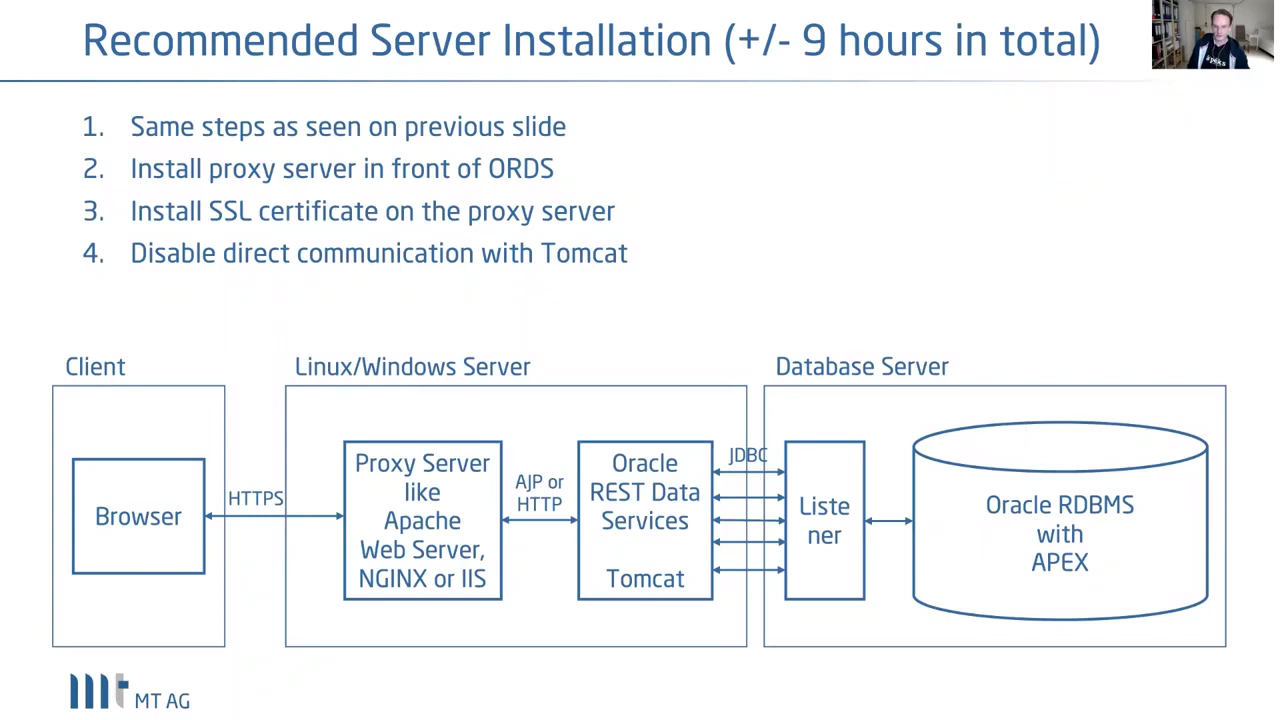 Recommended Server Installation (+/- 9 hours in total)
apeks
1. Same steps as seen on previous slide
2. Install proxy server in front of ORDS
3. Install SSL certificate on the proxy server
4. Disable direct communication with Tomcat
Client
Linux/Windows Server
Database Server
Browser
HTTPS
Proxy Server
like
Apache
Web Server,
NGINX or IIS
AJP or
HTTP
Oracle
REST Data
Services
Tomcat
JDBC
Liste
ner
Oracle RDBMS
with
APEX
mt MT AG